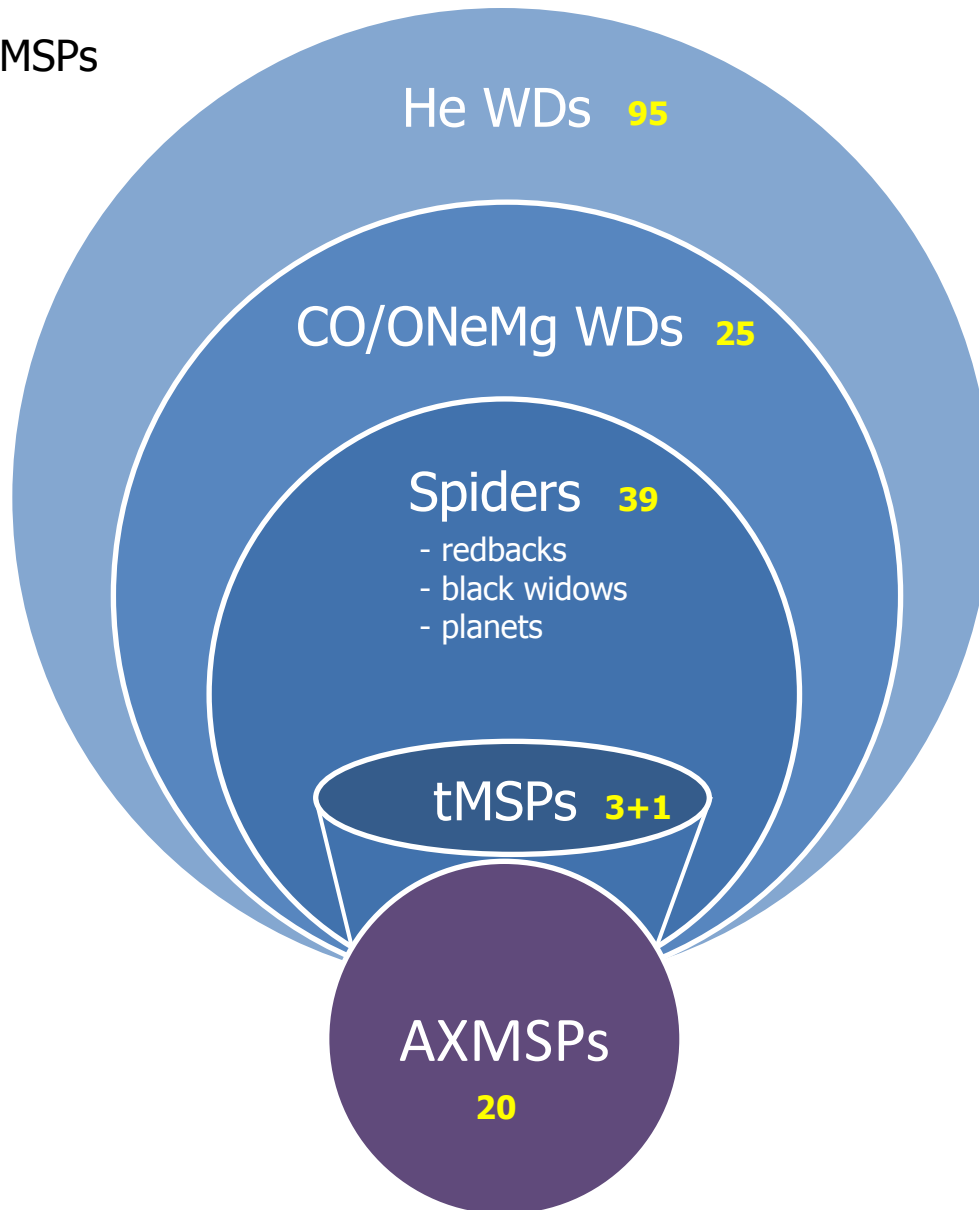 MSPs
He WDs 95
CO/ONeMg WDs 25
Spiders 39
- redbacks
- black widows
- planets
tMSPs 3+1
AXMSPs
20